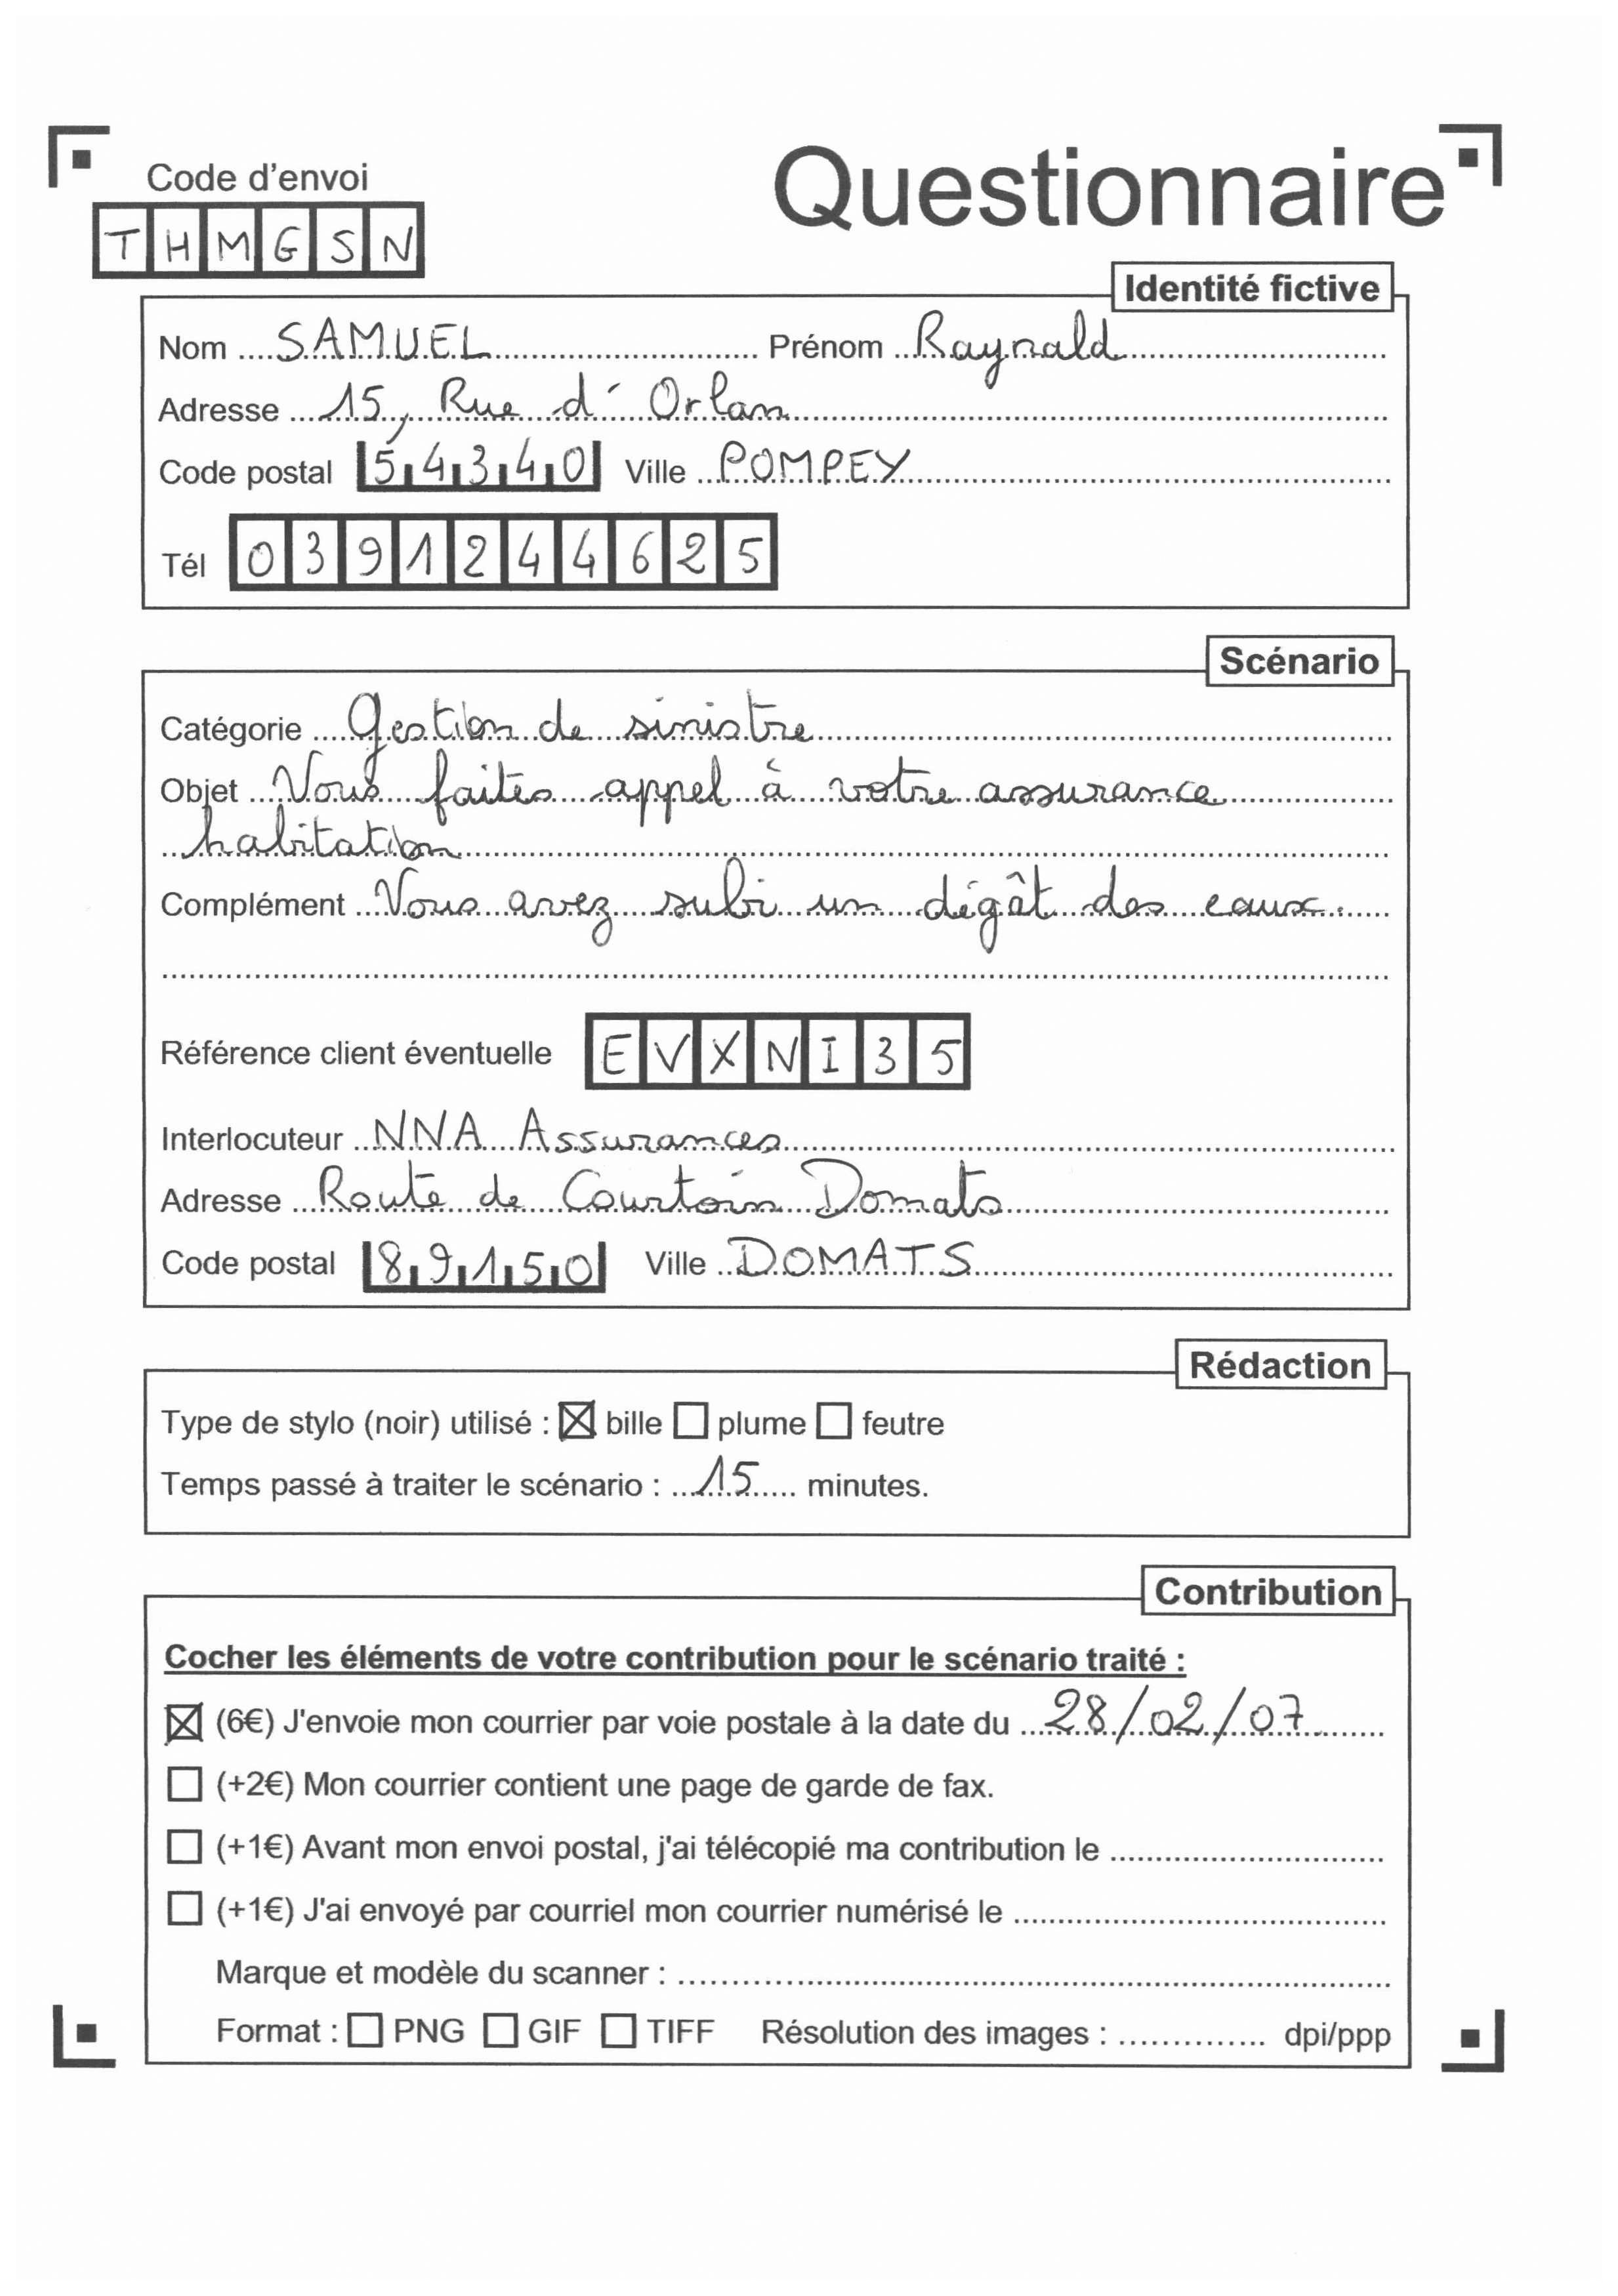 Code d'envoi
Questionnaire
T H M G S N
Identité fictive
Nom SAMUEL Prénom Raynald
Adresse 15, Rue d'Orlan
Code postal 54340 Ville POMPEY
Tél 0391244625
Scénario
Catégorie Gestion de sinistre
Objet Vous faites appel à votre assurance
habitation
Complément Vous avez subi un dégât des eaux.
Référence client éventuelle E V X N I 3 5
Interlocuteur NNA Assurances
Adresse Route de Courtoin Domats
Code postal 89150 Ville DOMATS
Rédaction
Type de stylo (noir) utilisé : ☒ bille ☐ plume ☐ feutre
Temps passé à traiter le scénario : 15 minutes.
Contribution
Cocher les éléments de votre contribution pour le scénario traité :
☒ (6€) J'envoie mon courrier par voie postale à la date du 28/02/07
☐ (+2€) Mon courrier contient une page de garde de fax.
☐ (+1€) Avant mon envoi postal, j'ai télécopié ma contribution le
☐ (+1€) J'ai envoyé par courriel mon courrier numérisé le
Marque et modèle du scanner :
Format : ☐ PNG ☐ GIF ☐ TIFF Résolution des images : dpi/ppp